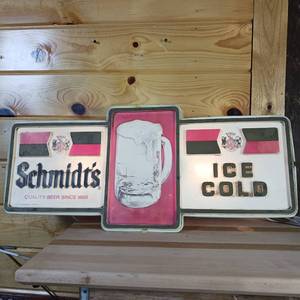 Schmidt's
QUALITY BEER SINCE 1860
ICE
COLD